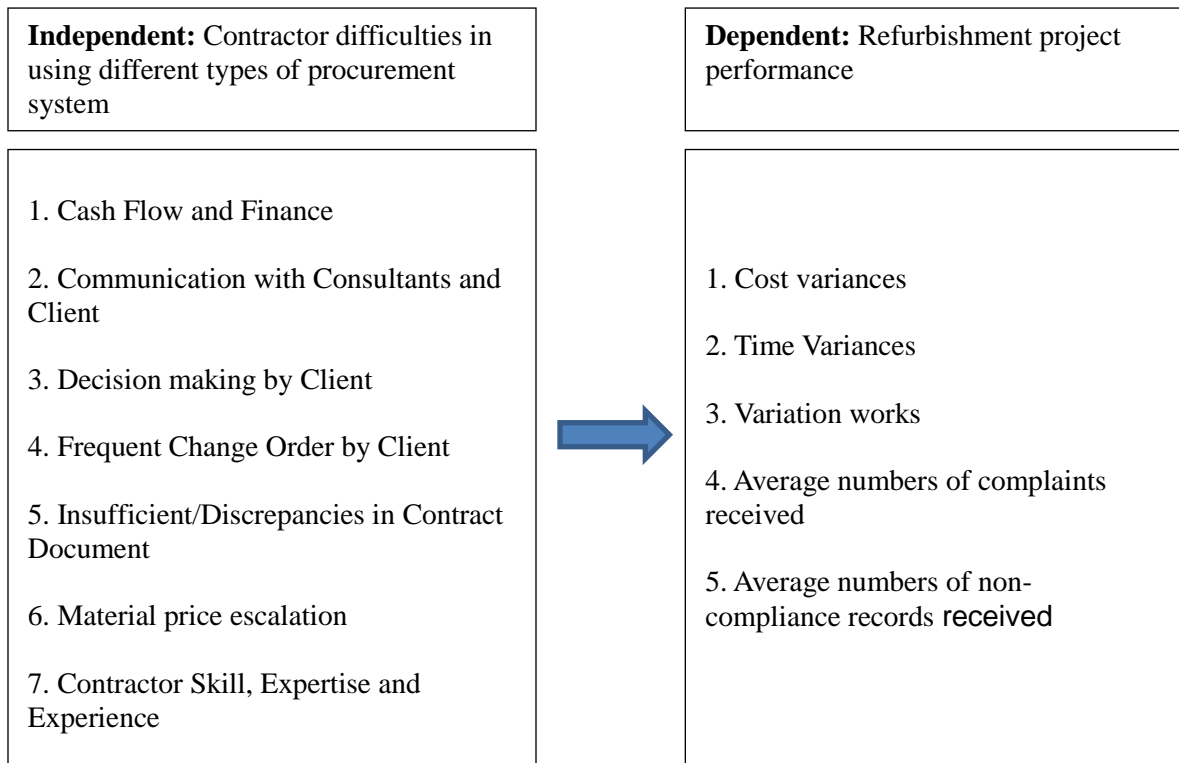 Independent: Contractor difficulties in
using different types of procurement
system
Dependent: Refurbishment project
performance
1. Cash Flow and Finance
2. Communication with Consultants and
Client
3. Decision making by Client
4. Frequent Change Order by Client
5. Insufficient/Discrepancies in Contract
Document
6. Material price escalation
7. Contractor Skill, Expertise and
Experience
1. Cost variances
2. Time Variances
3. Variation works
4. Average numbers of complaints
received
5. Average numbers of non-
compliance records received